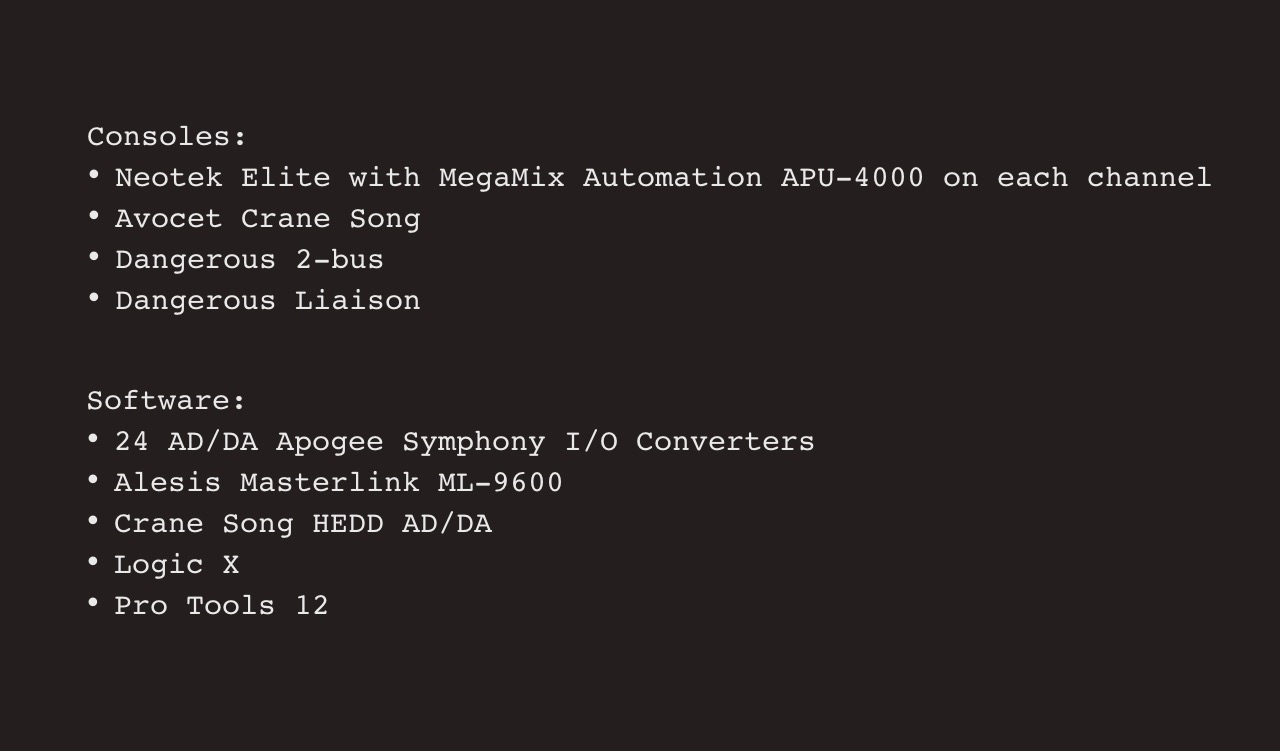 Consoles:
• Neotek Elite with MegaMix Automation APU-4000 on each channel
• Avocet Crane Song
• Dangerous 2-bus
• Dangerous Liaison
Software:
• 24 AD/DA Apogee Symphony I/O Converters
• Alesis Masterlink ML-9600
• Crane Song HEDD AD/DA
• Logic X
• Pro Tools 12